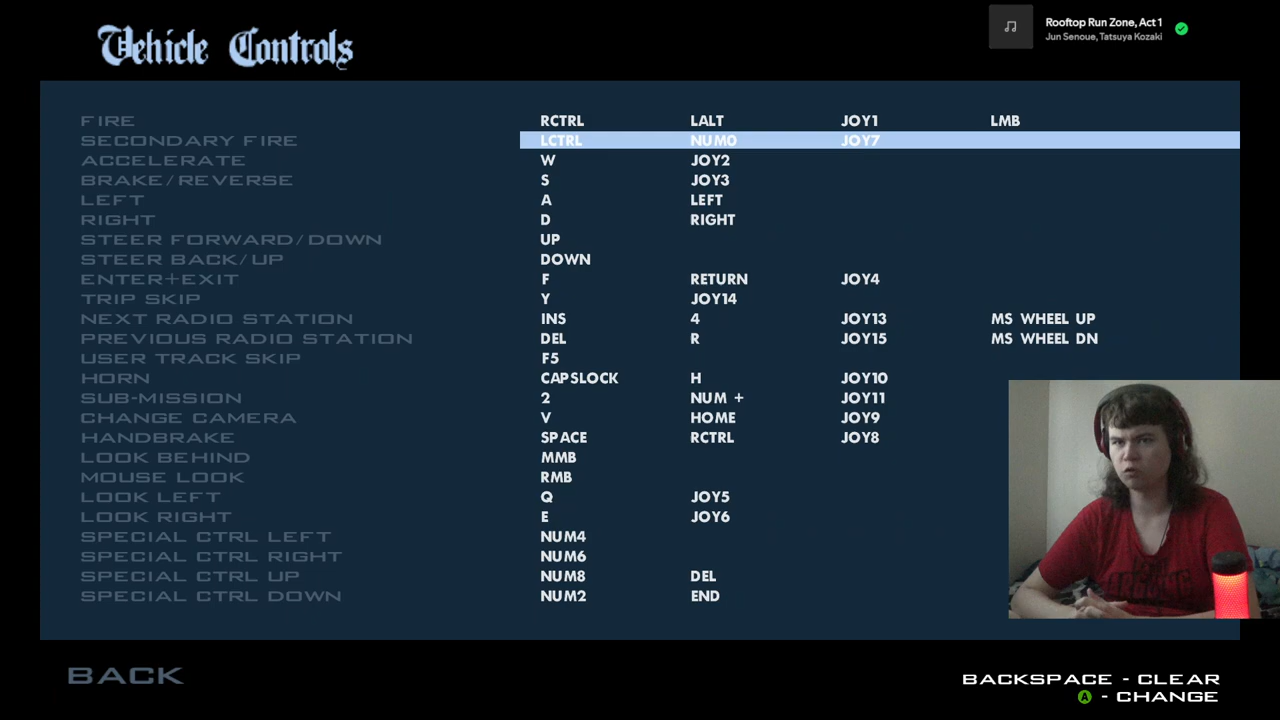 Vehicle Controls
Rooftop Run Zone, Act 1
Jun Senoue, Tatsuya Kozaki
FIRE RCTRL LALT JOY1 LMB
SECONDARY FIRE LCTRL NUM0 JOY7
ACCELERATE W JOY2
BRAKE/REVERSE S JOY3
LEFT A LEFT
RIGHT D RIGHT
STEER FORWARD/DOWN UP
STEER BACK/UP DOWN
ENTER+EXIT F RETURN JOY4
TRIP SKIP Y JOY14
NEXT RADIO STATION INS 4 JOY13 MS WHEEL UP
PREVIOUS RADIO STATION DEL R JOY15 MS WHEEL DN
USER TRACK SKIP F5
HORN CAPSLOCK H JOY10
SUB-MISSION 2 NUM + JOY11
CHANGE CAMERA V HOME JOY9
HANDBRAKE SPACE RCTRL JOY8
LOOK BEHIND MMB
MOUSE LOOK RMB
LOOK LEFT Q JOY5
LOOK RIGHT E JOY6
SPECIAL CTRL LEFT NUM4
SPECIAL CTRL RIGHT NUM6
SPECIAL CTRL UP NUM8 DEL
SPECIAL CTRL DOWN NUM2 END
BACK
BACKSPACE - CLEAR
A - CHANGE